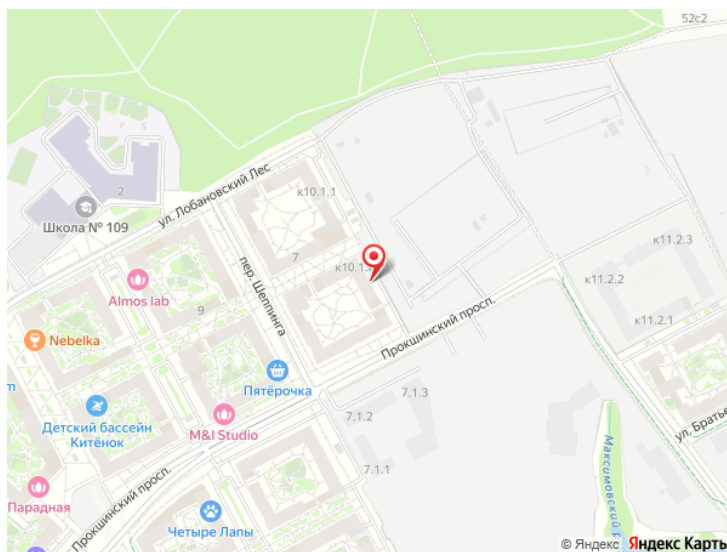 52с2
ул. Лобановский Лес
к10.1.1
2
Школа № 109
7
к10.1.
к11.2.3
к11.2.2
к11.2.1
пер. Шеппинга
Almos lab
9
Nebelka
Прокшинский просп.
Пятёрочка
7.1.3
7.1.2
7.1.1
Детский бассейн
Китёнок
M&I Studio
ул. Братье
Максимовский
Парадная
Прокшинский просп.
Четыре Лапы
© Яндекс Яндекс Карты